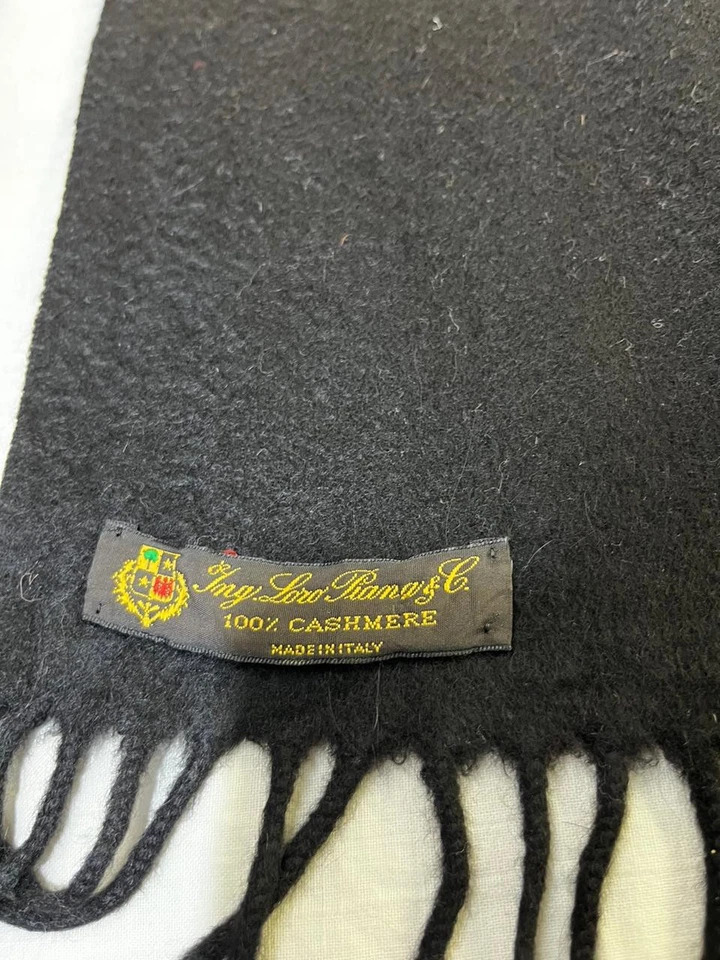 Ing. Loro Piana & C.
100% CASHMERE
MADE IN ITALY